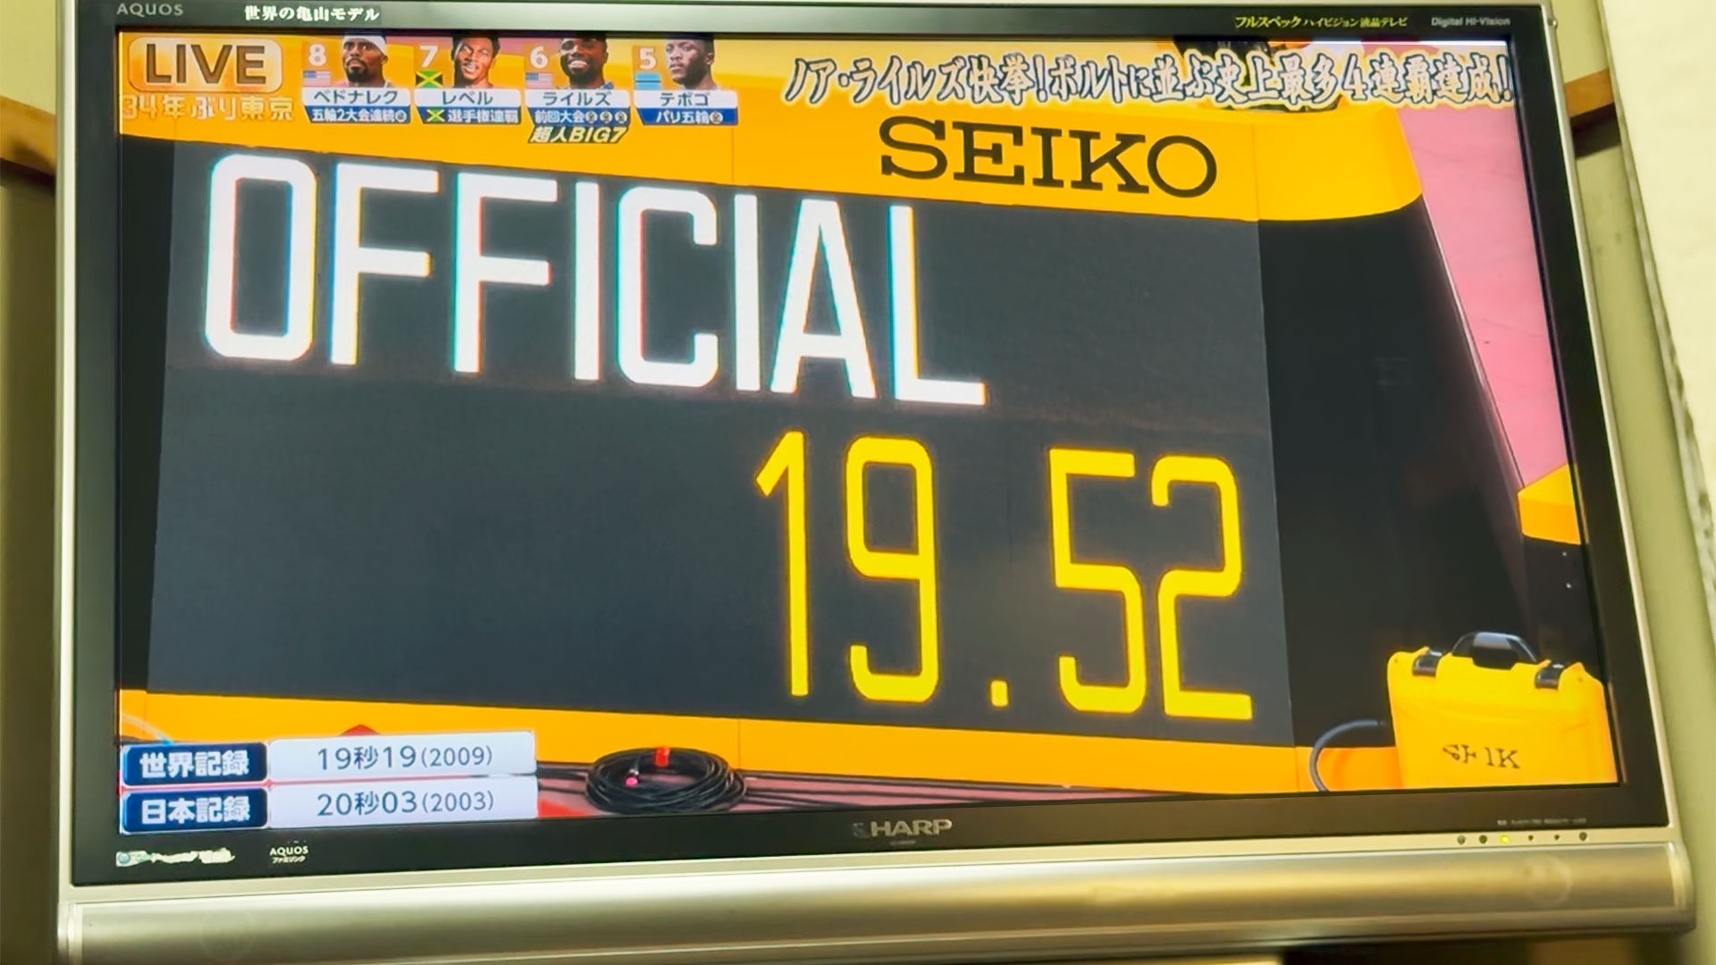 AQUOS
世界の亀山モデル
フルスペックハイビジョン液晶テレビ
Digital Hi-Vision
LIVE
34年ぶり東京
8
ベドナレク
五輪2大会連続
7
レベル
選手権連覇
6
ライルズ
前回大会
超人BIG7
5
テボゴ
パリ五輪
ノア・ライルズ快挙!ボルトに並ぶ史上最多4連覇達成!
SEIKO
OFFICIAL
19.52
世界記録
19秒19(2009)
日本記録
20秒03(2003)
SHARP
AQUOS
ファミリンク